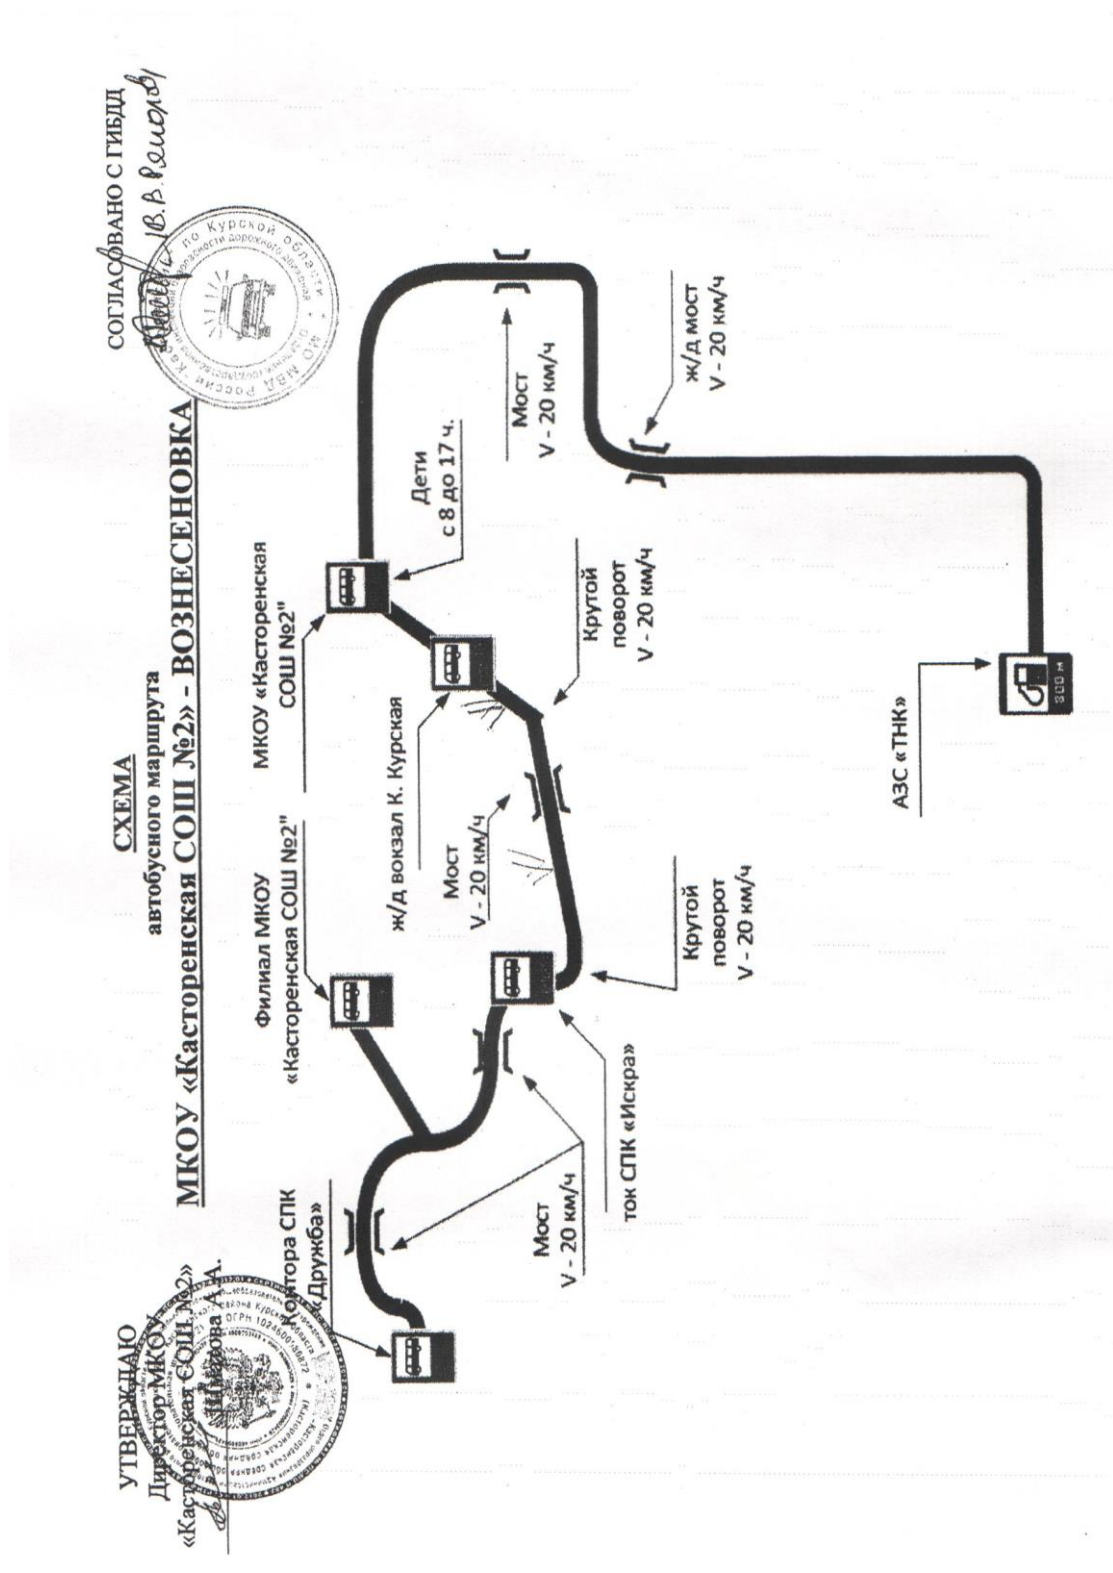 УТВЕРЖДАЮ
Директор МКОУ
«Касторенская СОШ №2»
СОГЛАСОВАНО С ГИБДД
СХЕМА
автобусного маршрута
МКОУ «Касторенская СОШ №2» - ВОЗНЕСЕНОВКА
Контора СПК
«Дружба»
Филиал МКОУ
«Касторенская СОШ №2"
МКОУ «Касторенская
СОШ №2"
ж/д вокзал К. Курская
Дети
с 8 до 17 ч.
Мост
V - 20 км/ч
Мост
V - 20 км/ч
Мост
V - 20 км/ч
ток СПК «Искра»
Крутой
поворот
V - 20 км/ч
Крутой
поворот
V - 20 км/ч
ж/д мост
V - 20 км/ч
АЗС «ТНК»
800 м